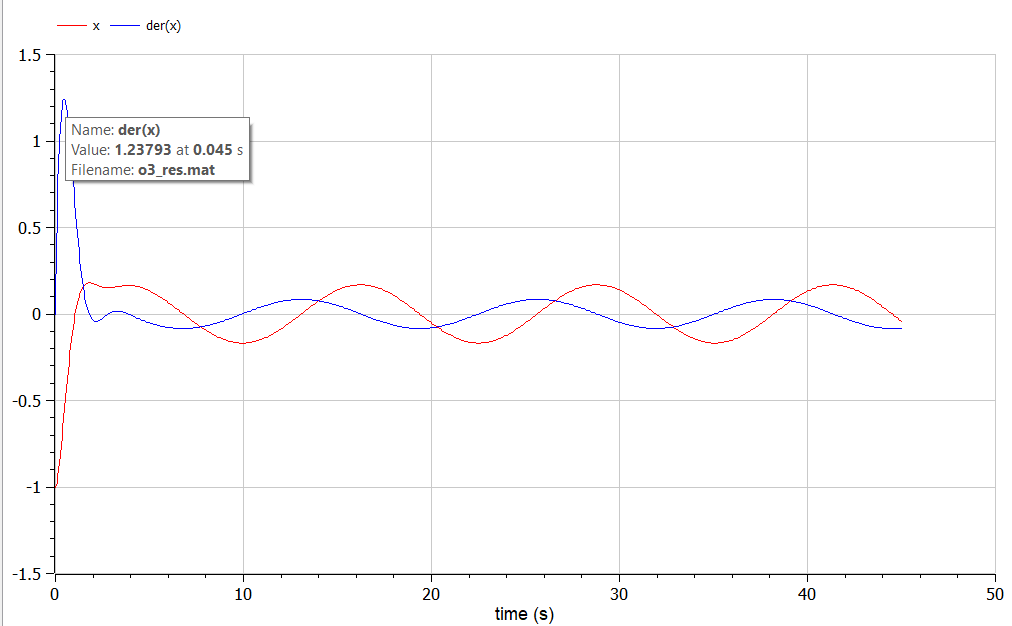 x der(x)
1.5
1
0.5
0
-0.5
-1
-1.5
Name: der(x)
Value: 1.23793 at 0.045 s
Filename: o3_res.mat
0 10 20 30 40 50
time (s)